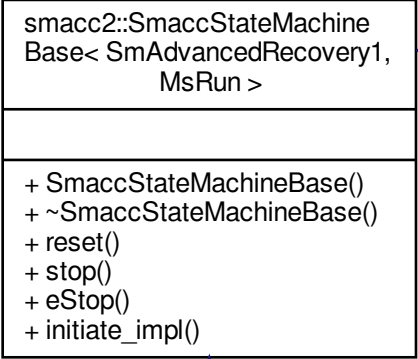 smacc2::SmaccStateMachine
Base< SmAdvancedRecovery1,
MsRun >
+ SmaccStateMachineBase()
+ ~SmaccStateMachineBase()
+ reset()
+ stop()
+ eStop()
+ initiate_impl()